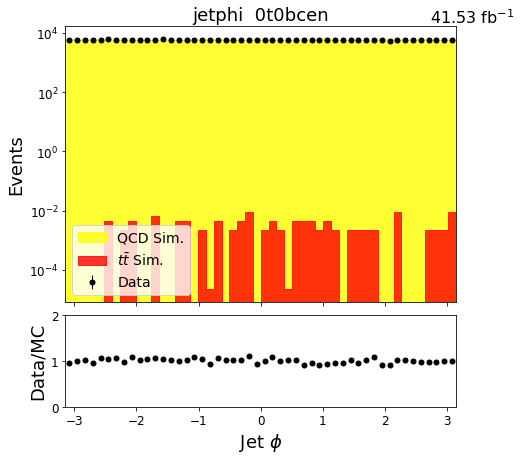 jetphi 0t0bcen
41.53 fb⁻¹
Events
10⁴
10²
10⁰
10⁻²
10⁻⁴
QCD Sim.
tt̄ Sim.
Data
Data/MC
2
1
0
−3 −2 −1 0 1 2 3
Jet ϕ